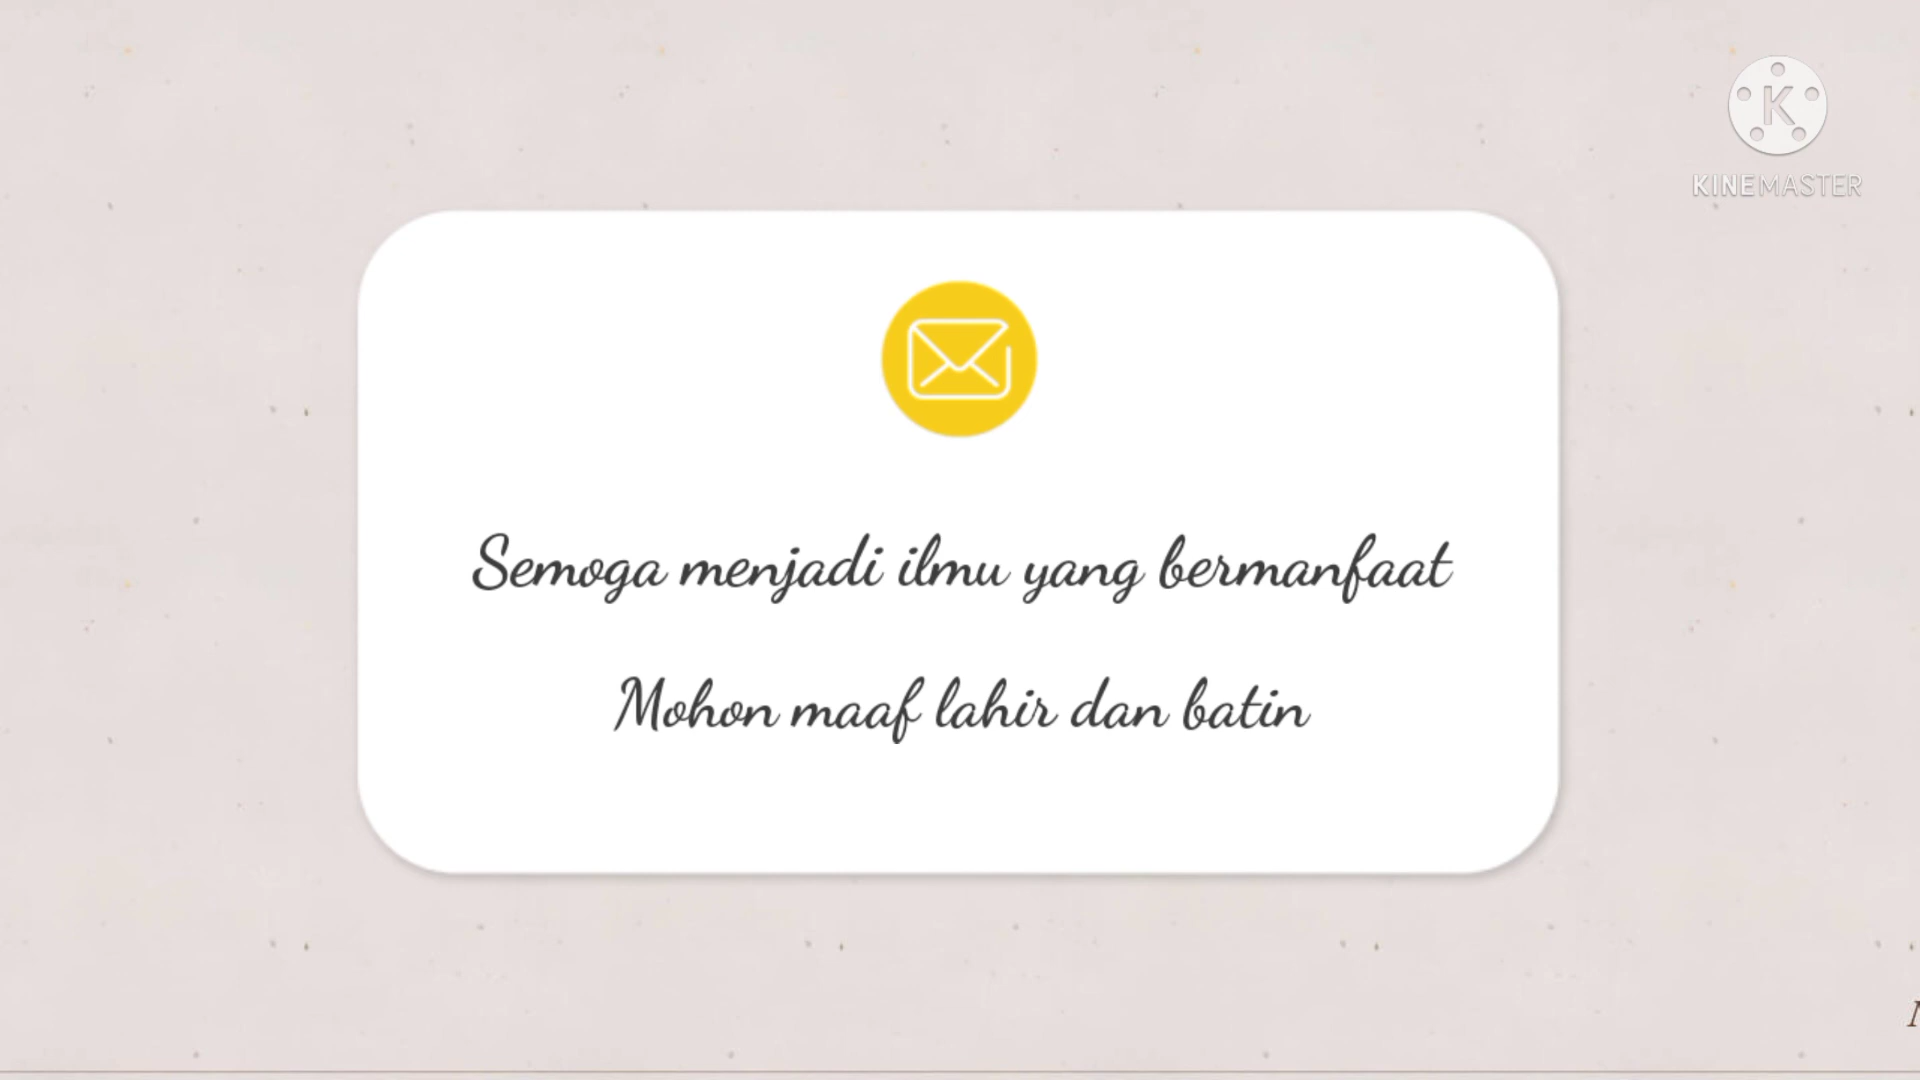 KINEMASTER
Semoga menjadi ilmu yang bermanfaat
Mohon maaf lahir dan batin